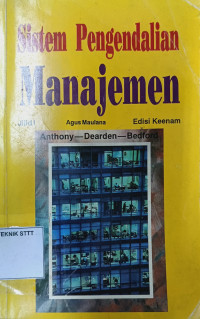 Sistem Pengendalian
Manajemen
Agus Maulana Edisi Keenam
Anthony—Dearden—Bedford
TEKNIK STTT